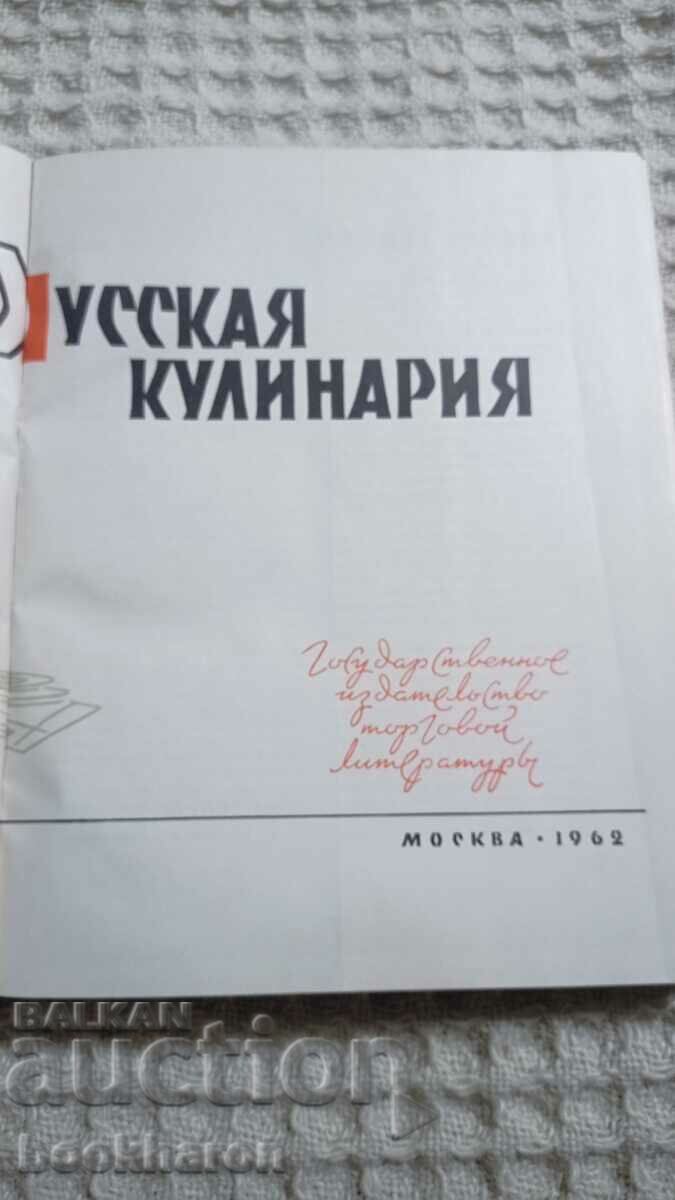 УССКАЯ
КУЛИНАРИЯ
Государственное
издательство
торговой
литературы
МОСКВА • 1962
BALKAN
auction
bookharon